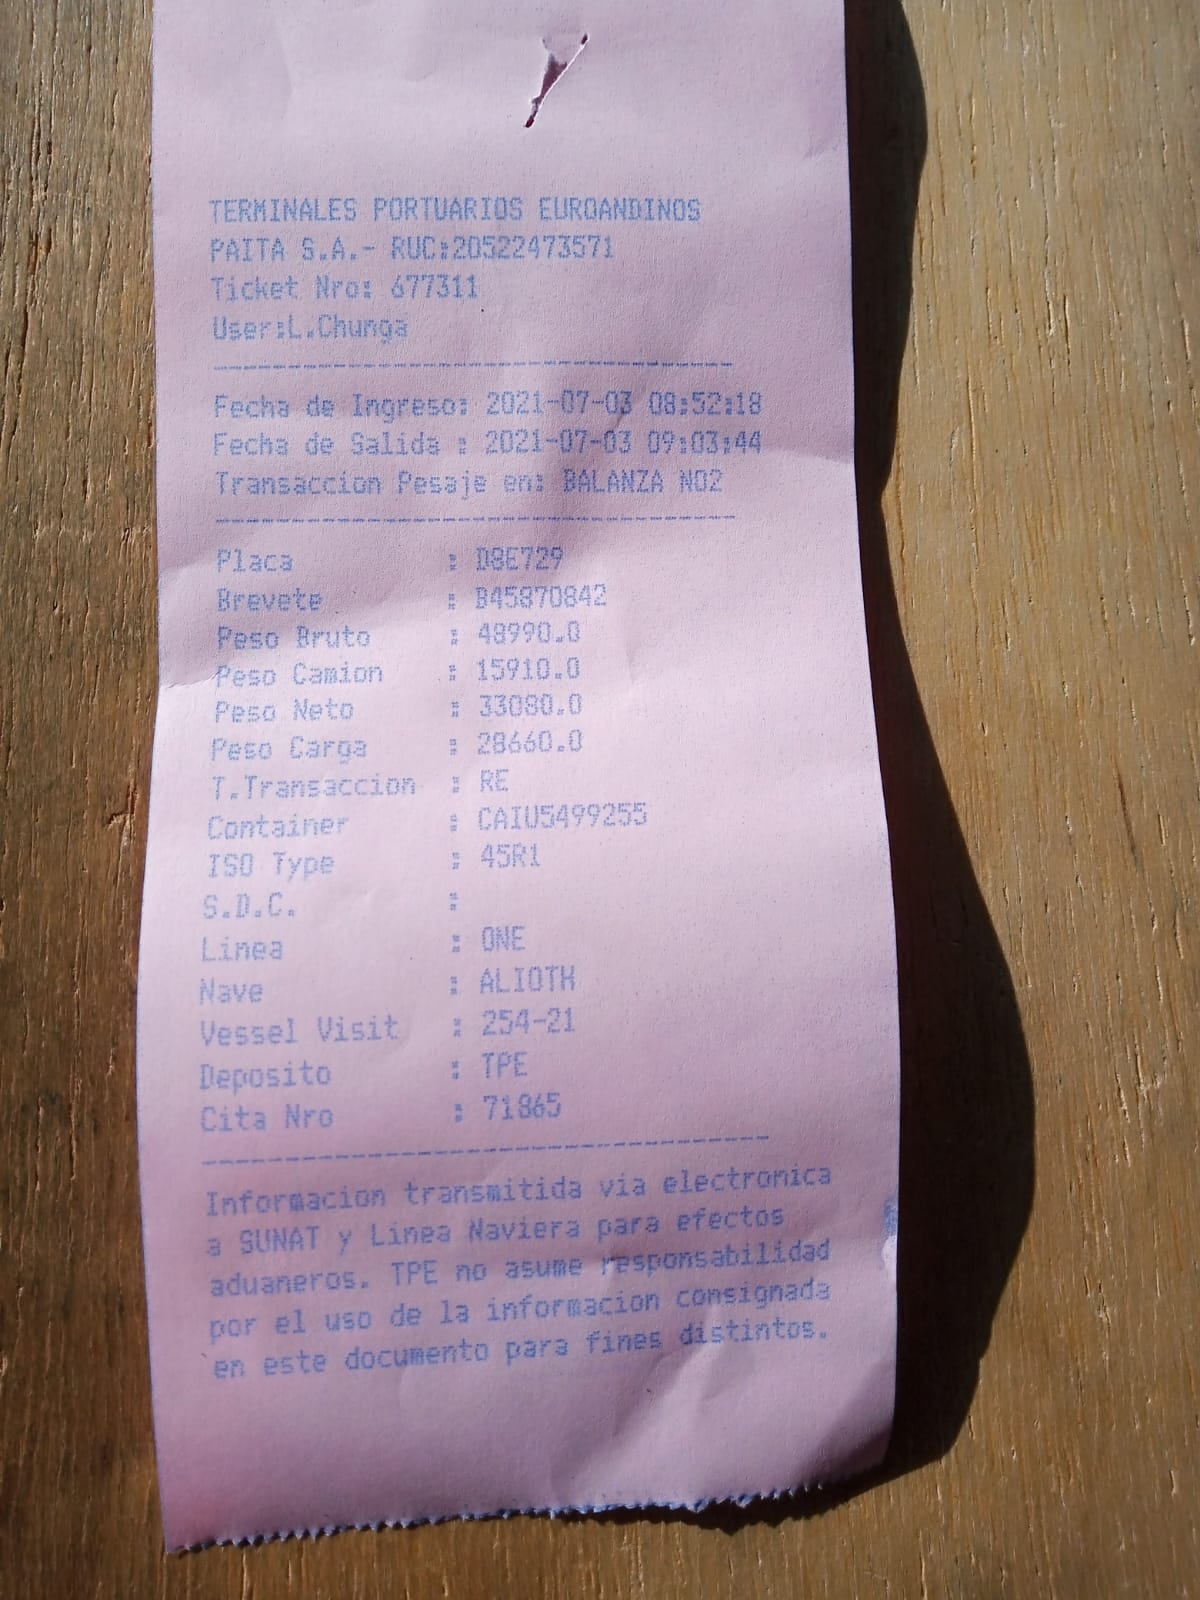 TERMINALES PORTUARIOS EUROANDINOS
PAITA S.A.- RUC:20522473571
Ticket Nro: 677311
User:L.Chunga
Fecha de Ingreso: 2021-07-03 08:52:18
Fecha de Salida : 2021-07-03 09:03:44
Transaccion Pesaje en: BALANZA NO2
Placa : D8E729
Brevete : B45870842
Peso Bruto : 48990.0
Peso Camion : 15910.0
Peso Neto : 33080.0
Peso Carga : 28660.0
T.Transaccion : RE
Container : CAIU5499255
ISO Type : 45R1
S.D.C. :
Linea : ONE
Nave : ALIOTH
Vessel Visit : 254-21
Deposito : TPE
Cita Nro : 71865
Informacion transmitida via electronica
a SUNAT y Linea Naviera para efectos
aduaneros. TPE no asume responsabilidad
por el uso de la informacion consignada
en este documento para fines distintos.